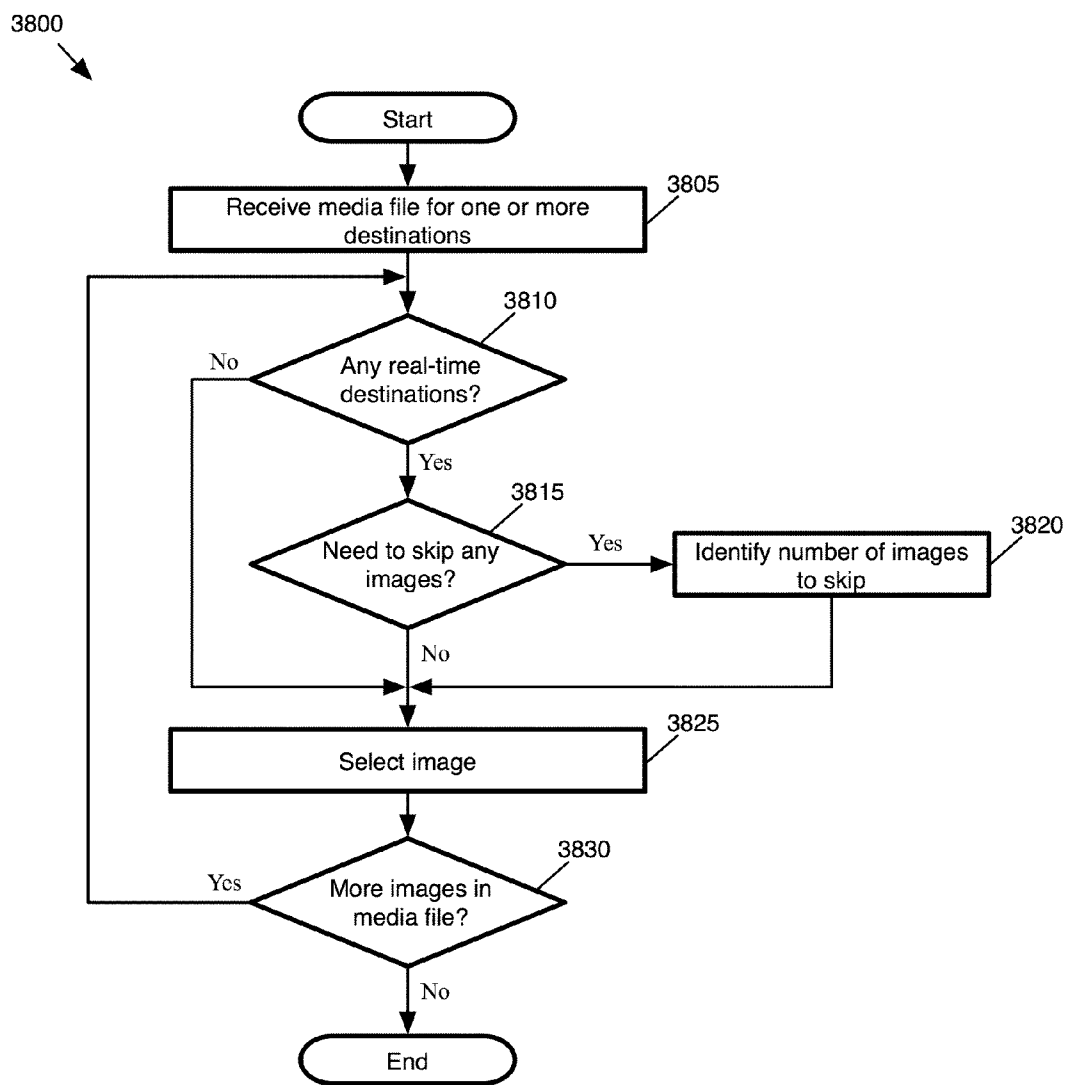 3800
Start
3805
Receive media file for one or more
destinations
3810
No
Any real-time
destinations?
Yes
3815
Need to skip any
images?
Yes
3820
Identify number of images
to skip
No
3825
Select image
3830
Yes
More images in
media file?
No
End